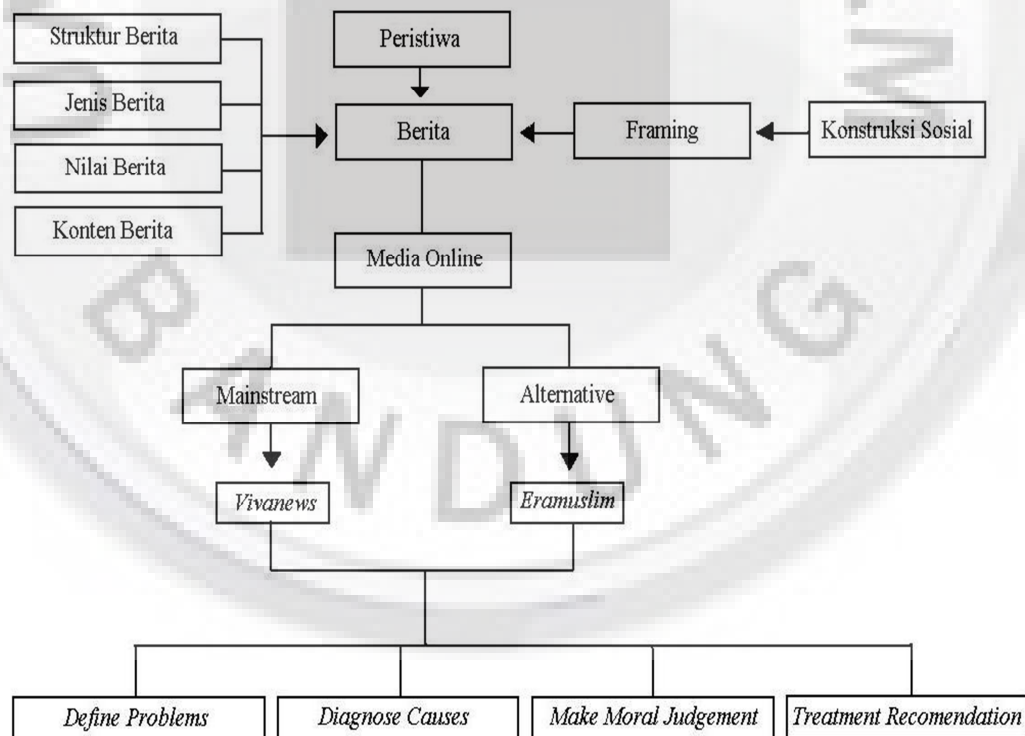 Struktur Berita
Peristiwa
Jenis Berita
Berita
Framing
Konstruksi Sosial
Nilai Berita
Konten Berita
Media Online
Mainstream
Alternative
Vivanews
Eramuslim
Define Problems
Diagnose Causes
Make Moral Judgement
Treatment Recomendation
BANDUNG